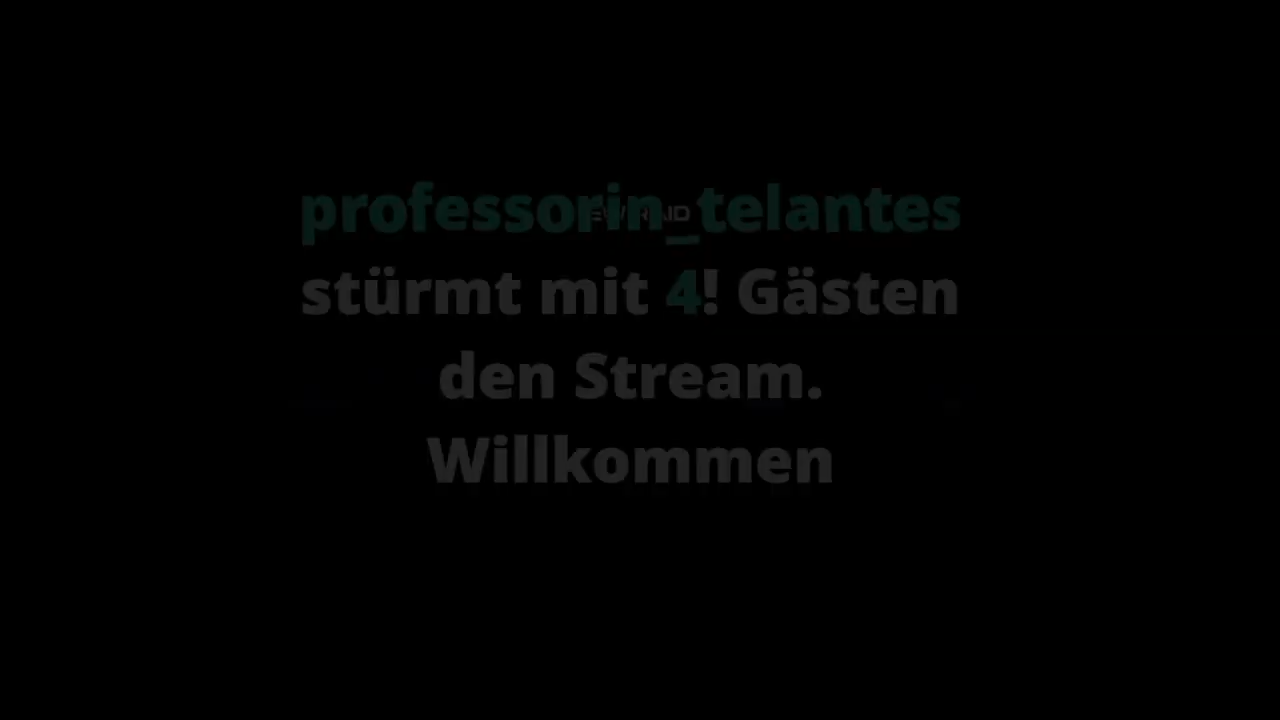 professorin_telantes
stürmt mit 4! Gästen
den Stream.
Willkommen